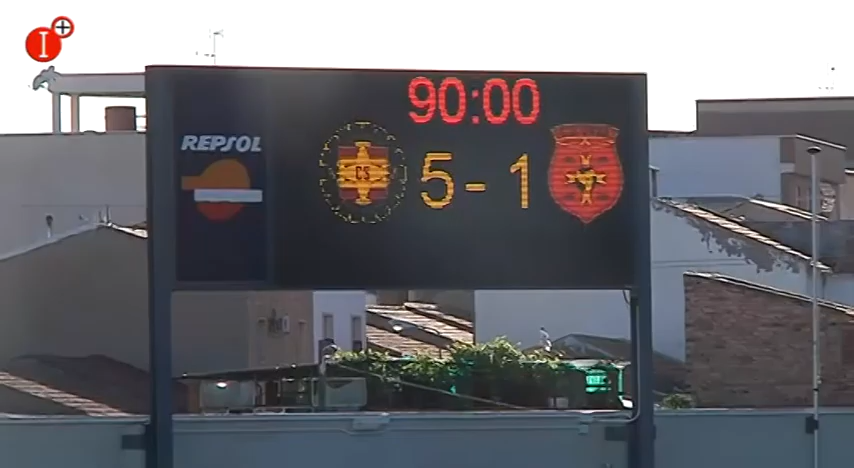 90:00
REPSOL
CS
5 - 1
I